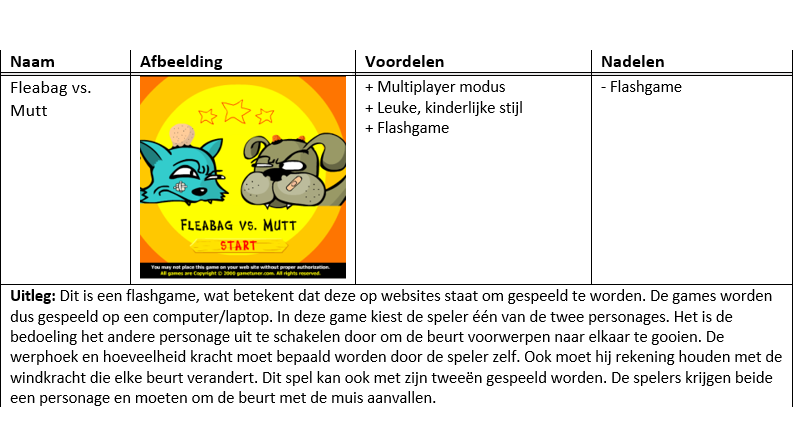 Naam Afbeelding Voordelen Nadelen
Fleabag vs.
Mutt
FLEABAG VS. MUTT
START
You may not place this game on your web site without proper authorisation.
All games are Copyright © 2006 gametuner.com. All rights reserved.
+ Multiplayer modus
+ Leuke, kinderlijke stijl
+ Flashgame
- Flashgame
Uitleg: Dit is een flashgame, wat betekent dat deze op websites staat om gespeeld te worden. De games worden
dus gespeeld op een computer/laptop. In deze game kiest de speler één van de twee personages. Het is de
bedoeling het andere personage uit te schakelen door om de beurt voorwerpen naar elkaar te gooien. De
werphoek en hoeveelheid kracht moet bepaald worden door de speler zelf. Ook moet hij rekening houden met de
windkracht die elke beurt verandert. Dit spel kan ook met zijn tweeën gespeeld worden. De spelers krijgen beide
een personage en moeten om de beurt met de muis aanvallen.